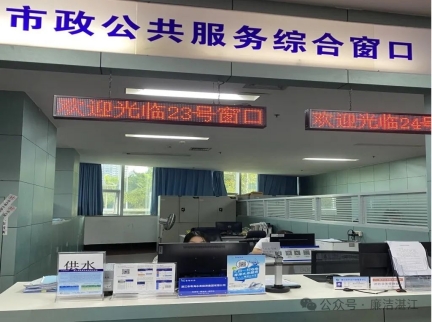 市政公共服务综合窗口
欢迎光临23号窗口
欢迎光临24号
供水
公众号·廉洁湛江